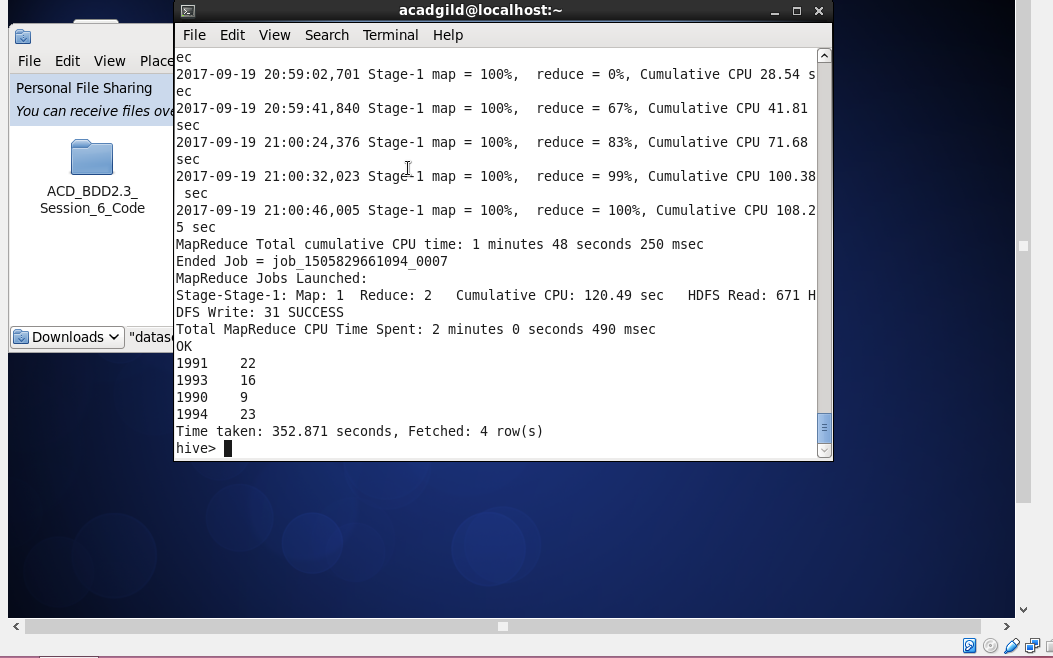 acadgild@localhost:~
File Edit View Search Terminal Help
ec
2017-09-19 20:59:02,701 Stage-1 map = 100%,  reduce = 0%, Cumulative CPU 28.54 s
ec
2017-09-19 20:59:41,840 Stage-1 map = 100%,  reduce = 67%, Cumulative CPU 41.81
sec
2017-09-19 21:00:24,376 Stage-1 map = 100%,  reduce = 83%, Cumulative CPU 71.68
sec
2017-09-19 21:00:32,023 Stage-1 map = 100%,  reduce = 99%, Cumulative CPU 100.38
 sec
2017-09-19 21:00:46,005 Stage-1 map = 100%,  reduce = 100%, Cumulative CPU 108.2
5 sec
MapReduce Total cumulative CPU time: 1 minutes 48 seconds 250 msec
Ended Job = job_1505829661094_0007
MapReduce Jobs Launched:
Stage-Stage-1: Map: 1  Reduce: 2   Cumulative CPU: 120.49 sec   HDFS Read: 671 H
DFS Write: 31 SUCCESS
Total MapReduce CPU Time Spent: 2 minutes 0 seconds 490 msec
OK
1991    22
1993    16
1990    9
1994    23
Time taken: 352.871 seconds, Fetched: 4 row(s)
hive>
File Edit View Place
Personal File Sharing
You can receive files ove
ACD_BDD2.3_
Session_6_Code
Downloads "datase